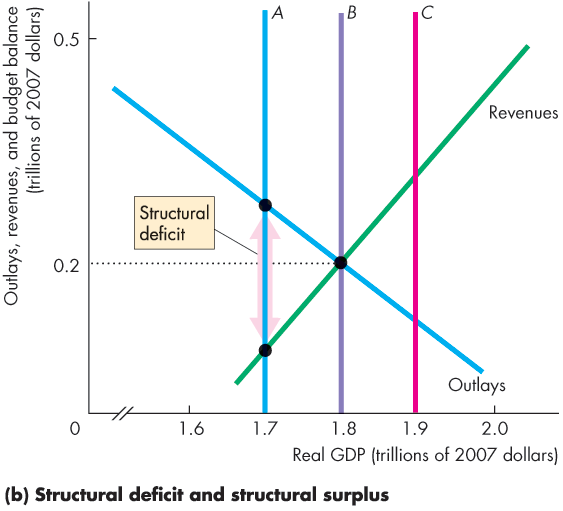 Outlays, revenues, and budget balance
(trillions of 2007 dollars)
0.5
0.2
0
A
B
C
Revenues
Structural
deficit
Outlays
1.6
1.7
1.8
1.9
2.0
Real GDP (trillions of 2007 dollars)
(b) Structural deficit and structural surplus